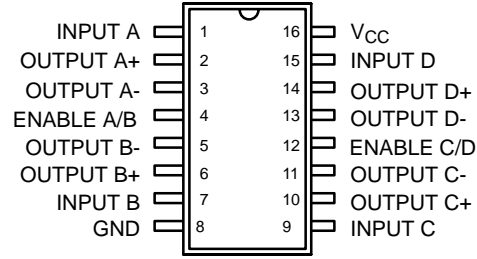 INPUT A 1 16 VCC
OUTPUT A+ 2 15 INPUT D
OUTPUT A- 3 14 OUTPUT D+
ENABLE A/B 4 13 OUTPUT D-
OUTPUT B- 5 12 ENABLE C/D
OUTPUT B+ 6 11 OUTPUT C-
INPUT B 7 10 OUTPUT C+
GND 8 9 INPUT C